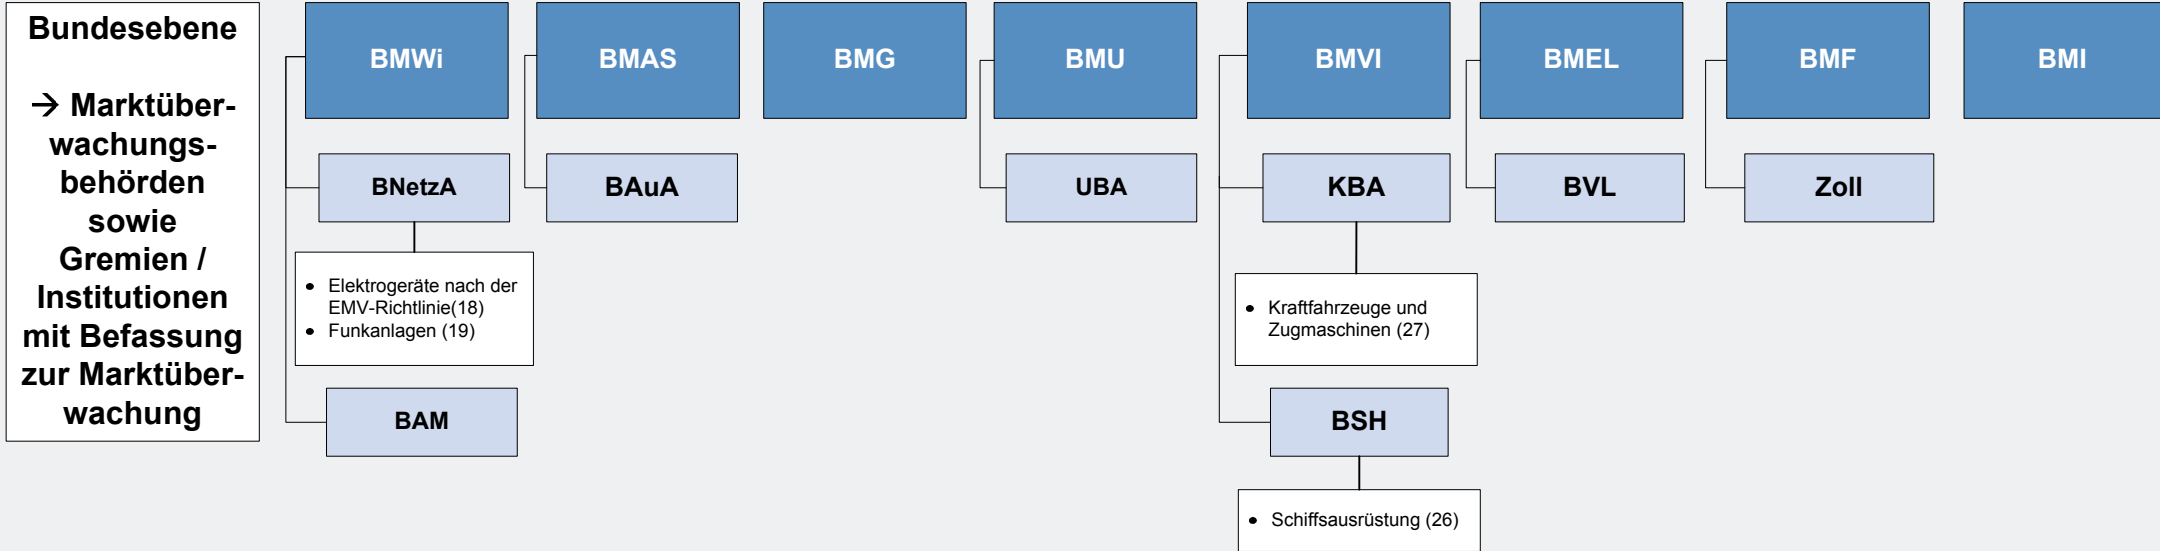 Bundesebene
→ Marktüber-
wachungs-
behörden
sowie
Gremien /
Institutionen
mit Befassung
zur Marktüber-
wachung
BMWi
BMAS
BMG
BMU
BMVI
BMEL
BMF
BMI
BNetzA
BAuA
UBA
KBA
BVL
Zoll
• Elektrogeräte nach der
EMV-Richtlinie(18)
• Funkanlagen (19)
• Kraftfahrzeuge und
Zugmaschinen (27)
BAM
BSH
• Schiffsausrüstung (26)